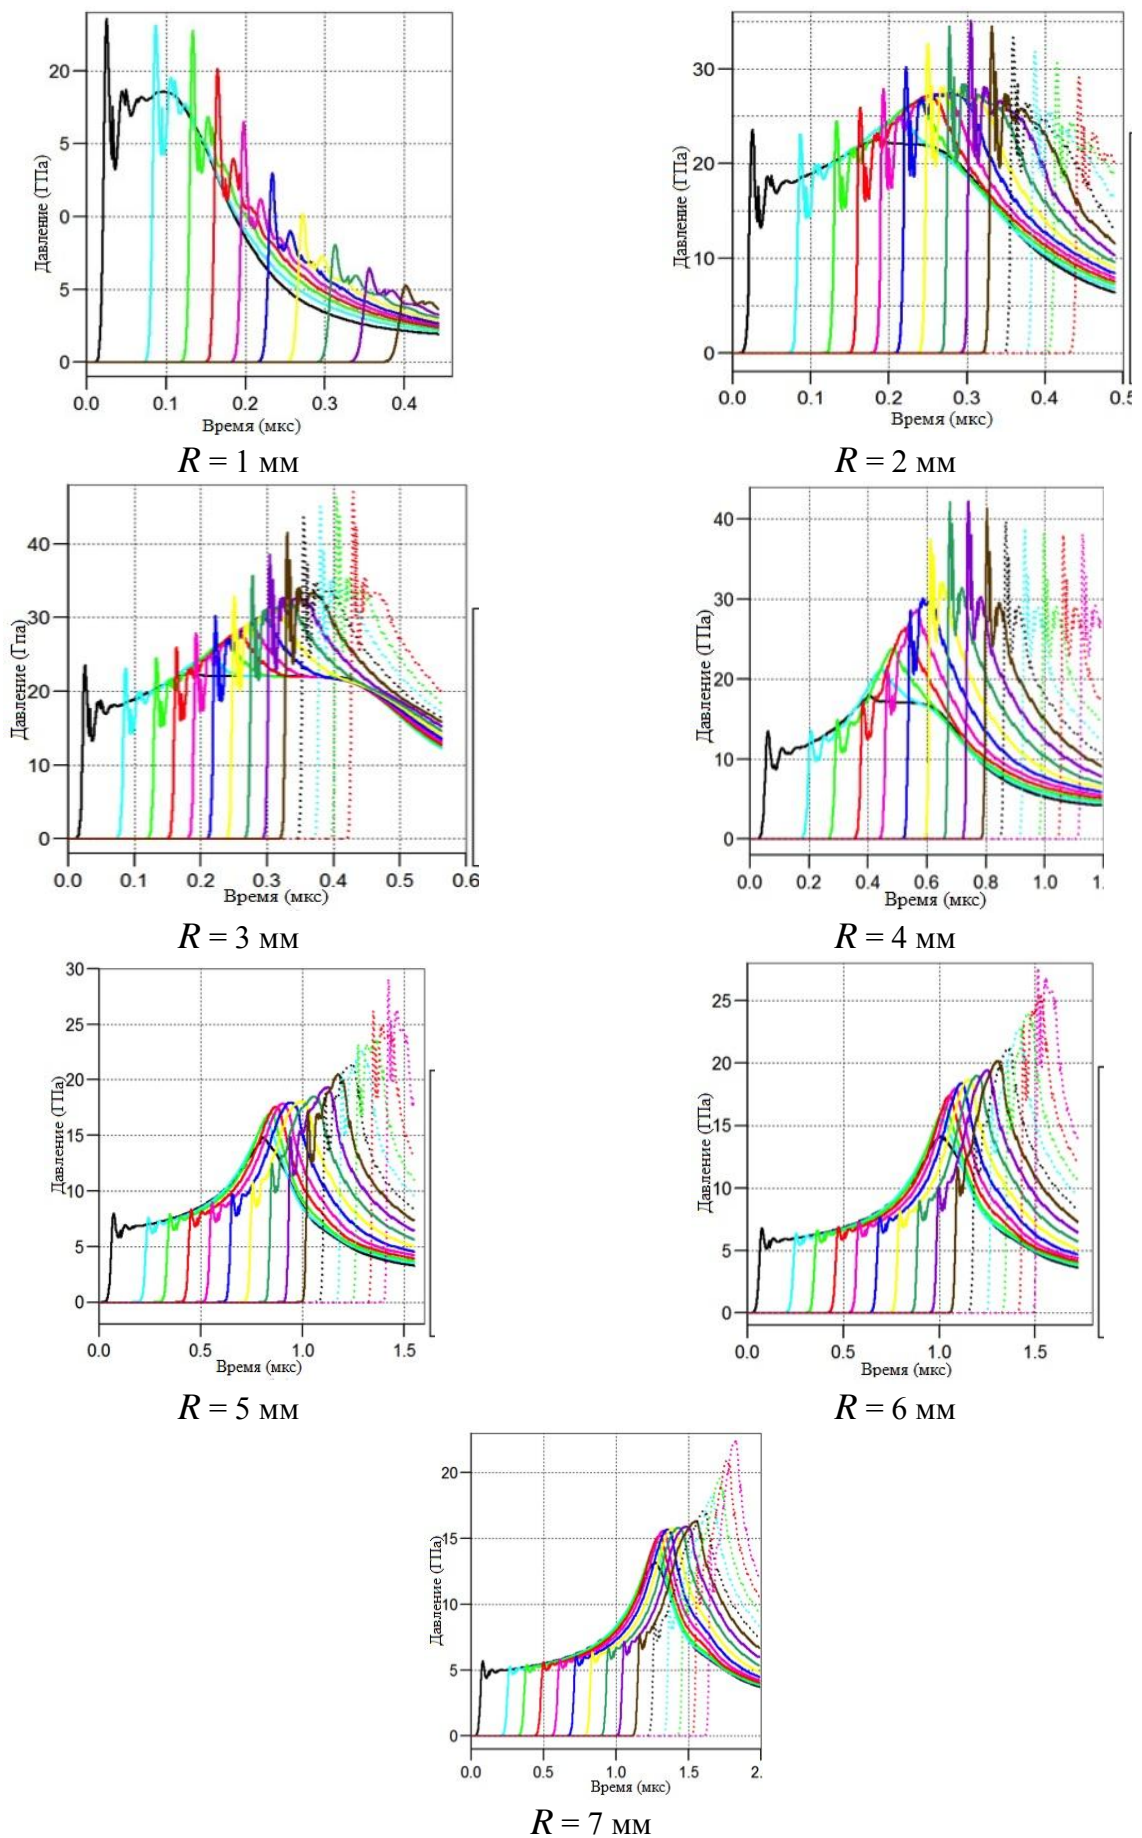 20
5
0
5
0
Давление (ГПа)
0.0 0.1 0.2 0.3 0.4
Время (мкс)
R = 1 мм
30
20
10
0
Давление (ГПа)
0.0 0.1 0.2 0.3 0.4 0.5
Время (мкс)
R = 2 мм
40
30
20
10
0
Давление (Гпа)
0.0 0.1 0.2 0.3 0.4 0.5 0.6
Время (мкс)
R = 3 мм
40
30
20
10
0
Давление (ГПа)
0.0 0.2 0.4 0.6 0.8 1.0 1.
Время (мкс)
R = 4 мм
30
25
20
15
10
5
0
Давление (ГПа)
0.0 0.5 1.0 1.5
Время (мкс)
R = 5 мм
25
20
15
10
5
0
Давление (ГПа)
0.0 0.5 1.0 1.5
Время (мкс)
R = 6 мм
20
15
10
5
0
Давление (ГПа)
0.0 0.5 1.0 1.5 2.
Время (мкс)
R = 7 мм